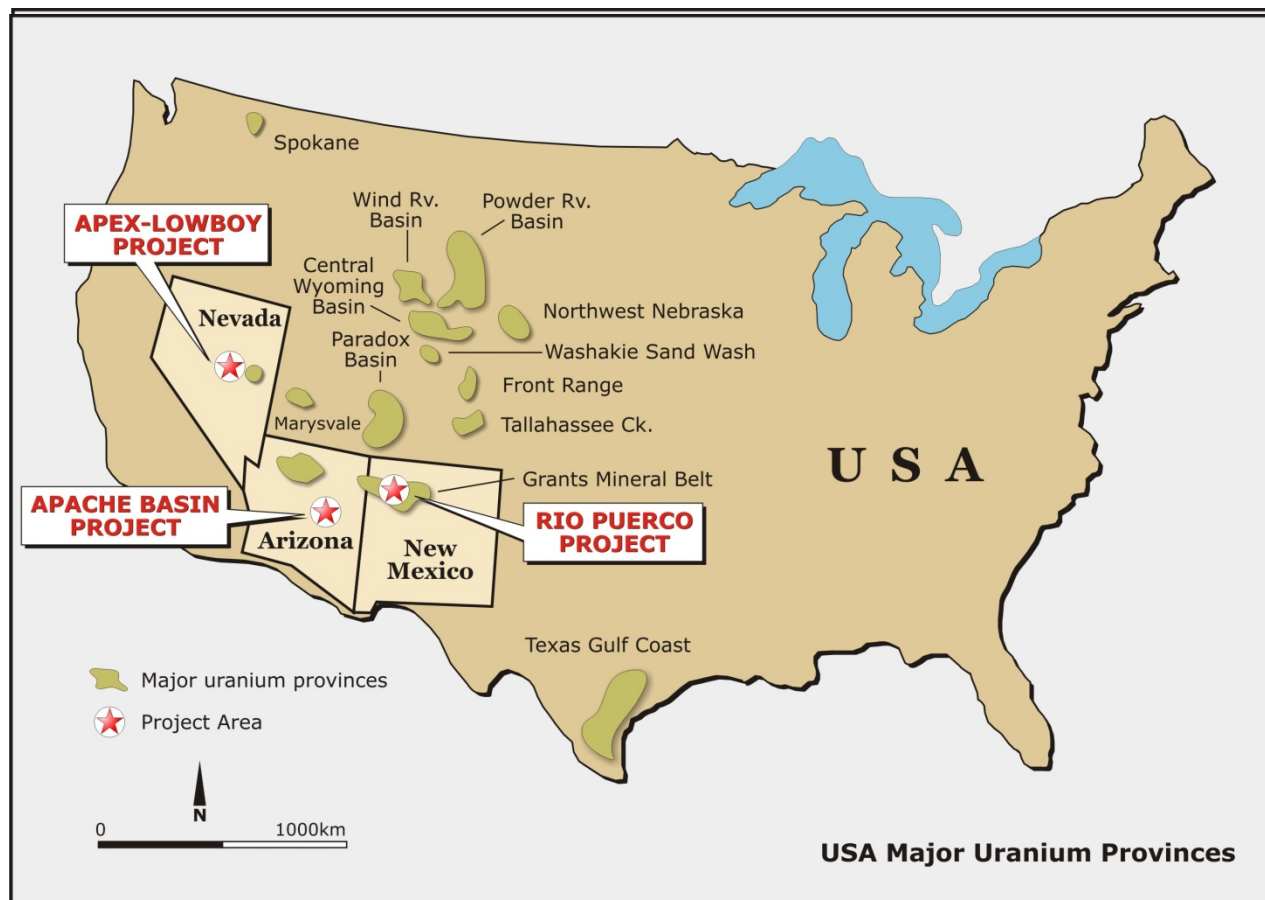 Spokane
Wind Rv.
Basin
Powder Rv.
Basin
APEX-LOWBOY
PROJECT
Central
Wyoming
Basin
Nevada
Northwest Nebraska
Paradox
Basin
Washakie Sand Wash
Front Range
Marysvale
Tallahassee Ck.
USA
Grants Mineral Belt
APACHE BASIN
PROJECT
RIO PUERCO
PROJECT
Arizona
New
Mexico
Texas Gulf Coast
Major uranium provinces
Project Area
N
0 1000km
USA Major Uranium Provinces